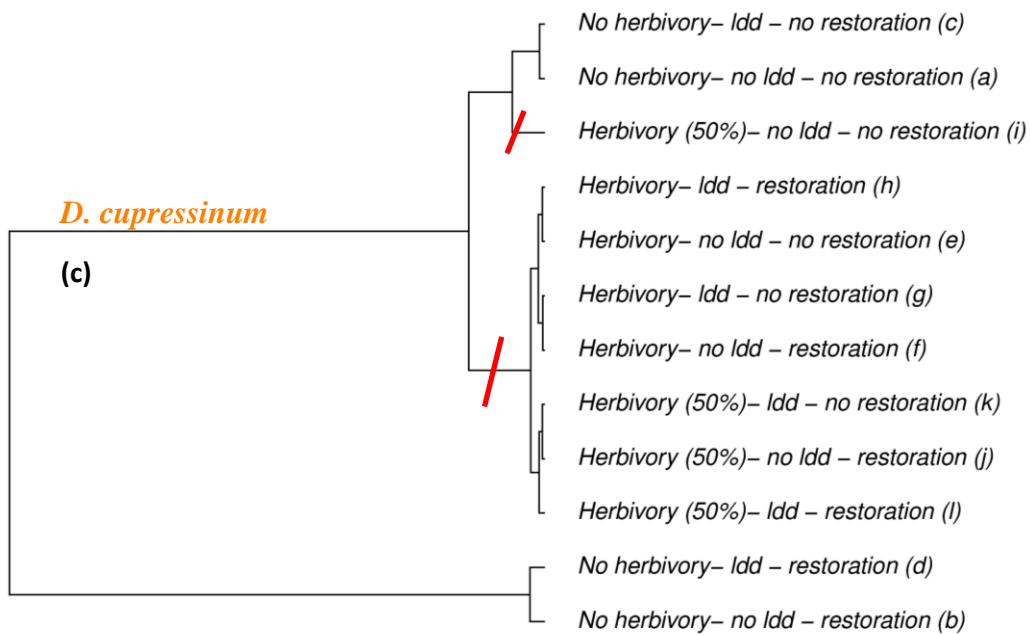 No herbivory– ldd – no restoration (c)
No herbivory– no ldd – no restoration (a)
Herbivory (50%)– no ldd – no restoration (i)
Herbivory– ldd – restoration (h)
D. cupressinum
Herbivory– no ldd – no restoration (e)
(c)
Herbivory– ldd – no restoration (g)
Herbivory– no ldd – restoration (f)
Herbivory (50%)– ldd – no restoration (k)
Herbivory (50%)– no ldd – restoration (j)
Herbivory (50%)– ldd – restoration (l)
No herbivory– ldd – restoration (d)
No herbivory– no ldd – restoration (b)